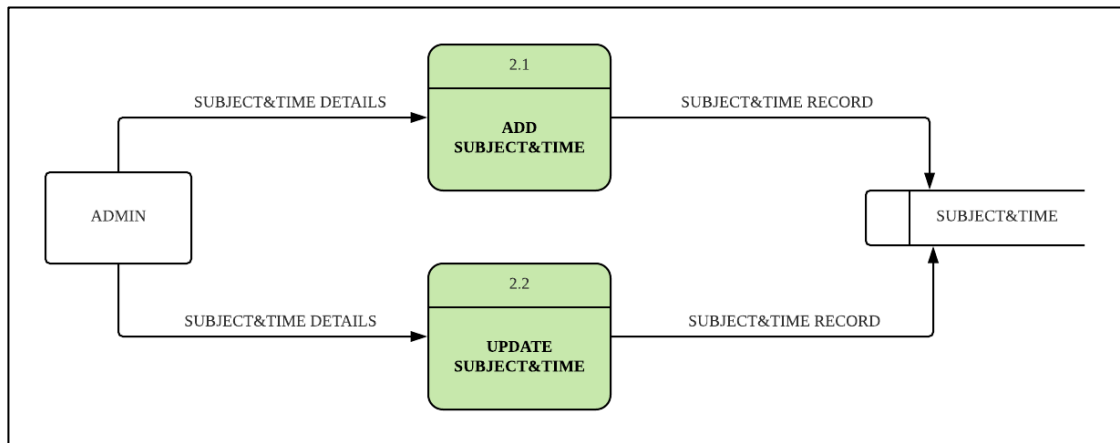 2.1
SUBJECT&TIME DETAILS
SUBJECT&TIME RECORD
ADD
SUBJECT&TIME
ADMIN
SUBJECT&TIME
2.2
SUBJECT&TIME DETAILS
SUBJECT&TIME RECORD
UPDATE
SUBJECT&TIME